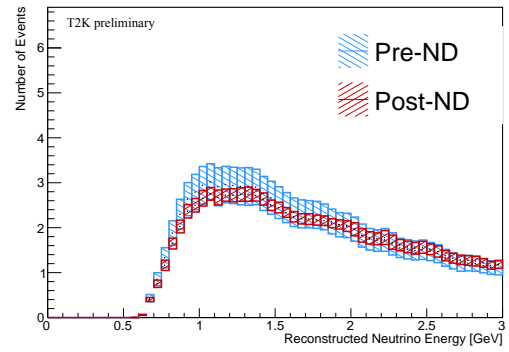 T2K preliminary
Number of Events
6
5
4
3
2
1
0
Pre-ND
Post-ND
0 0.5 1 1.5 2 2.5 3
Reconstructed Neutrino Energy [GeV]